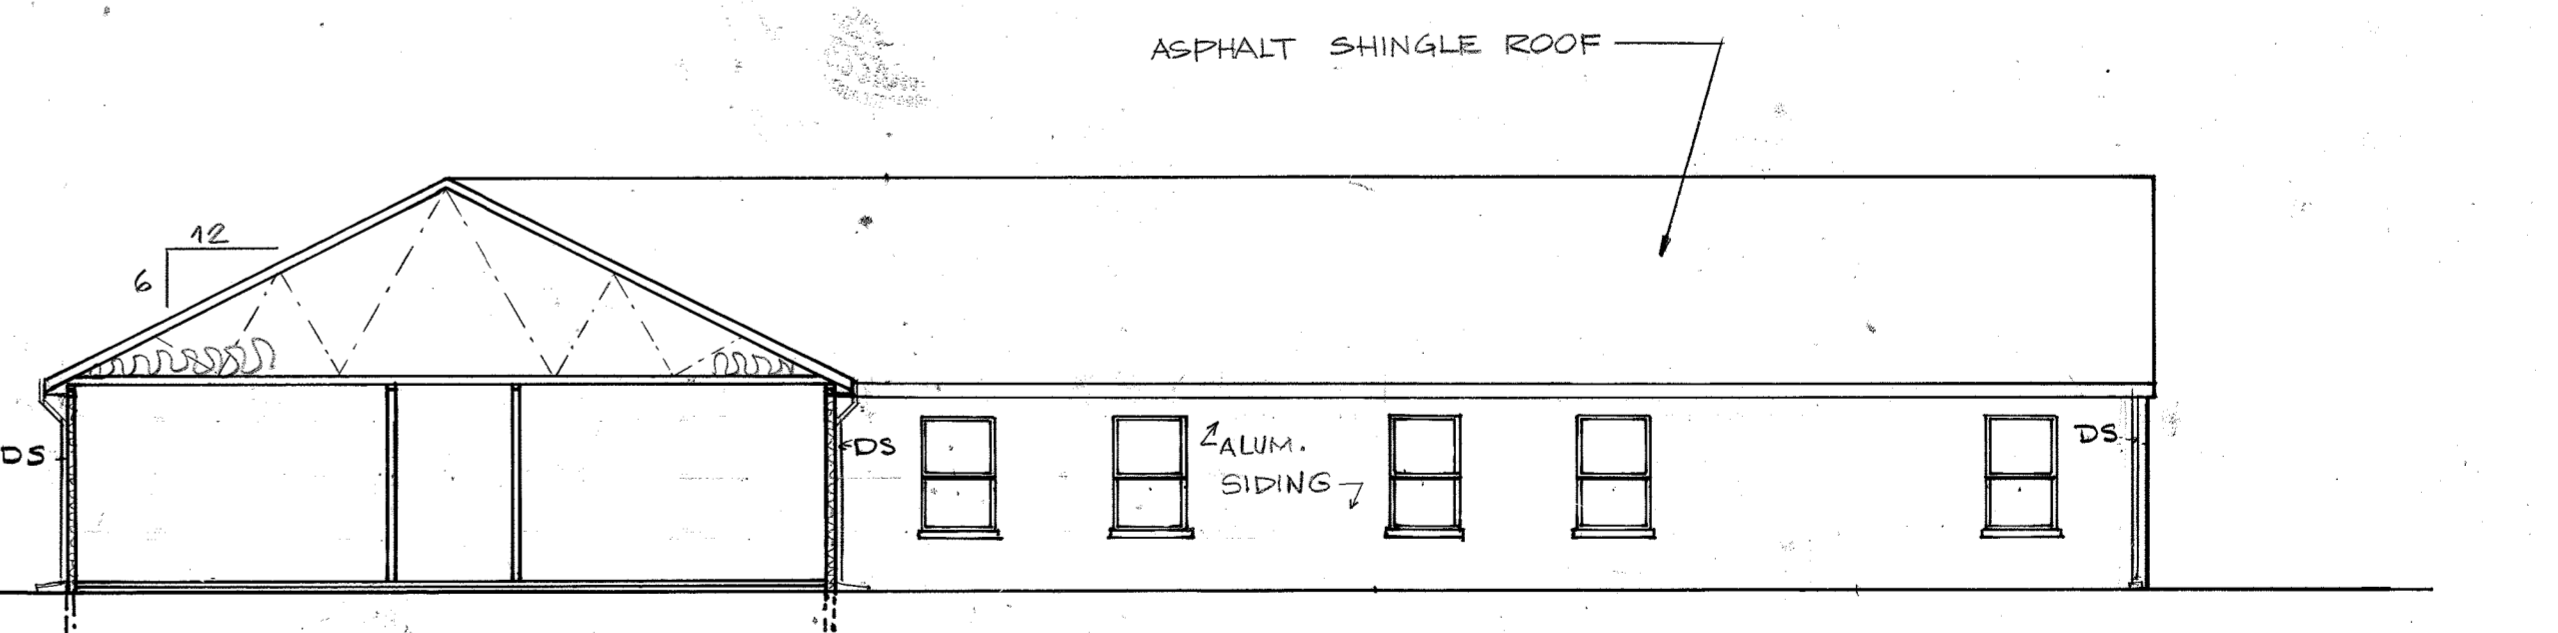 ASPHALT SHINGLE ROOF
12
6
DS
DS
ALUM.
SIDING
DS